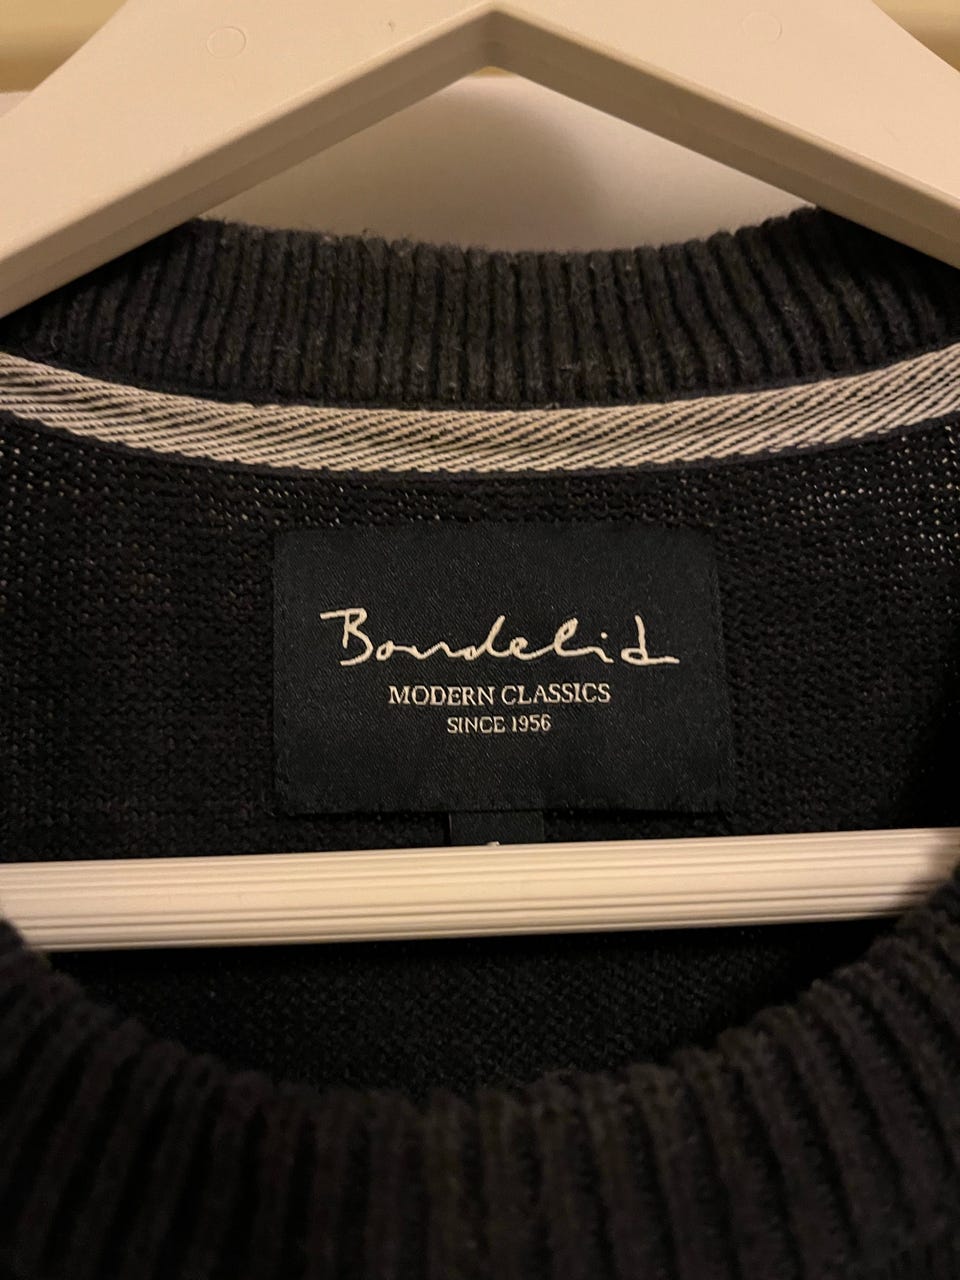 Bondelid
MODERN CLASSICS
SINCE 1956